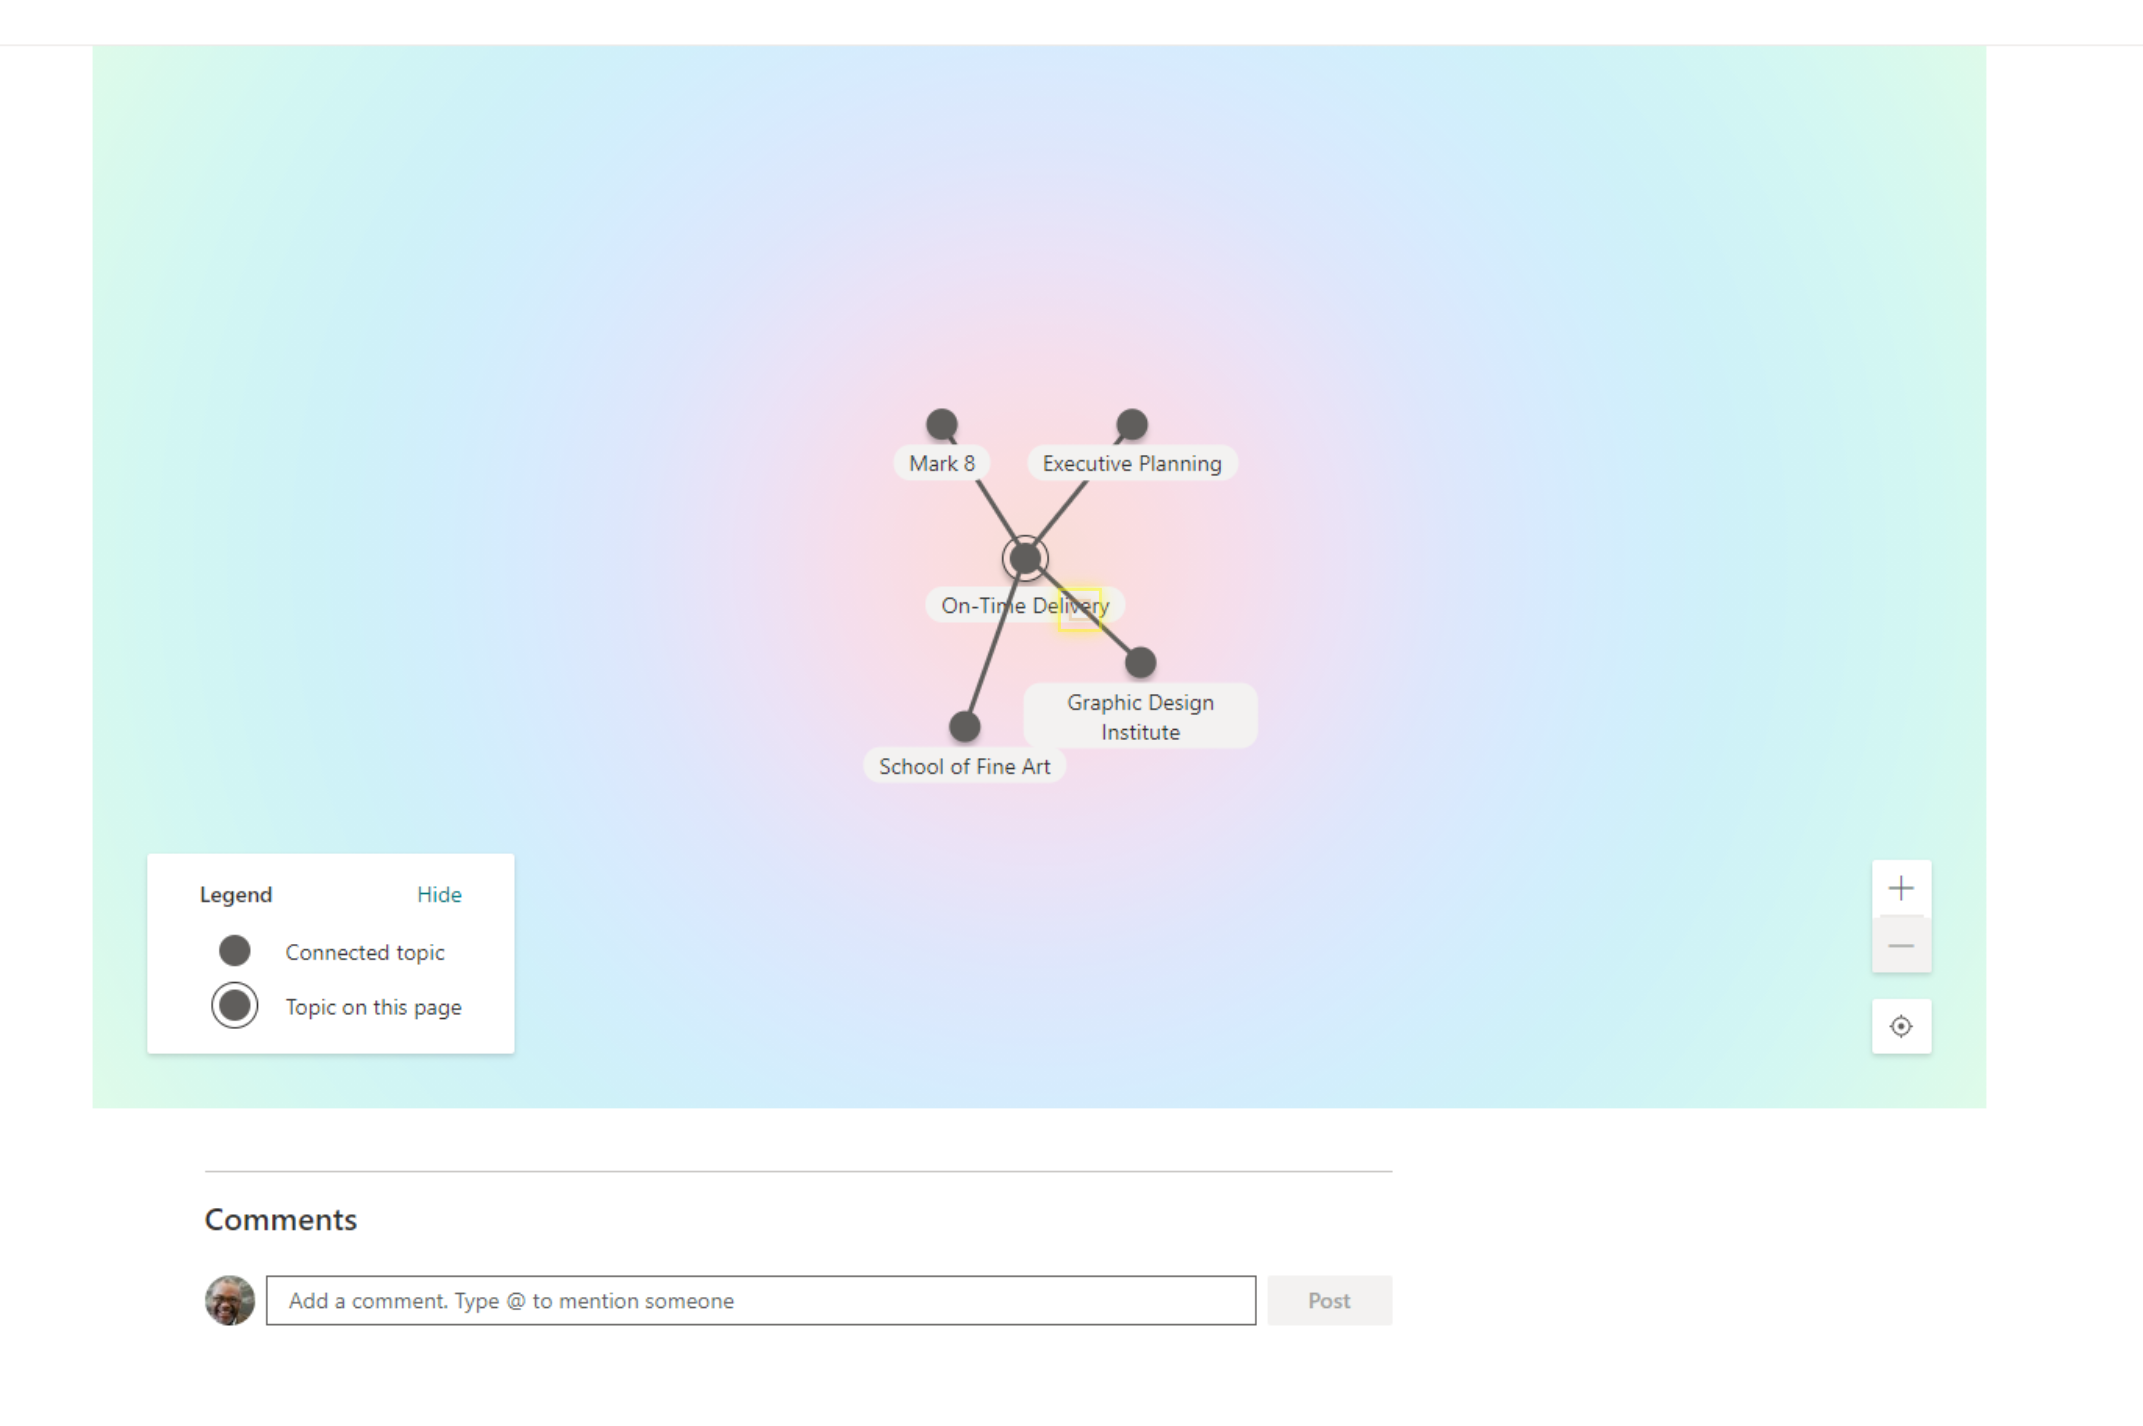 Mark 8
Executive Planning
On-Time Delivery
Graphic Design
Institute
School of Fine Art
Legend
Hide
Connected topic
Topic on this page
Comments
Add a comment. Type @ to mention someone
Post